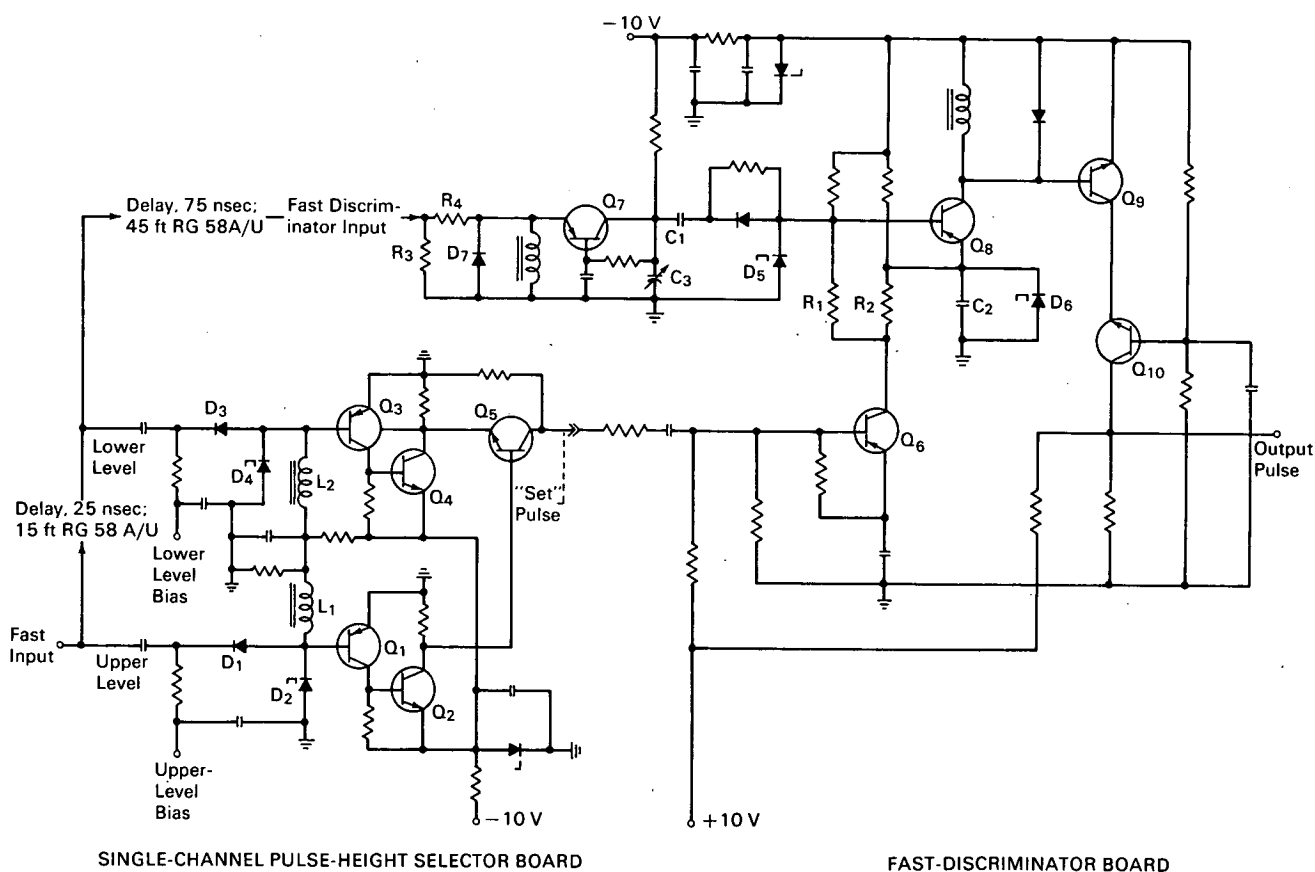 −10 V
Delay, 75 nsec;
45 ft RG 58A/U
Fast Discrim-
inator Input
R4
R3
D7
Q7
C1
C3
D5
R1
R2
Q8
C2
D6
Q9
Q10
D3
Lower
Level
D4
L2
Q3
Q4
Q5
"Set"
Pulse
Q6
Output
Pulse
Delay, 25 nsec;
15 ft RG 58 A/U
Lower
Level
Bias
L1
Fast
Input
Upper
Level
D1
D2
Q1
Q2
Upper-
Level
Bias
−10 V
+10 V
SINGLE-CHANNEL PULSE-HEIGHT SELECTOR BOARD
FAST-DISCRIMINATOR BOARD